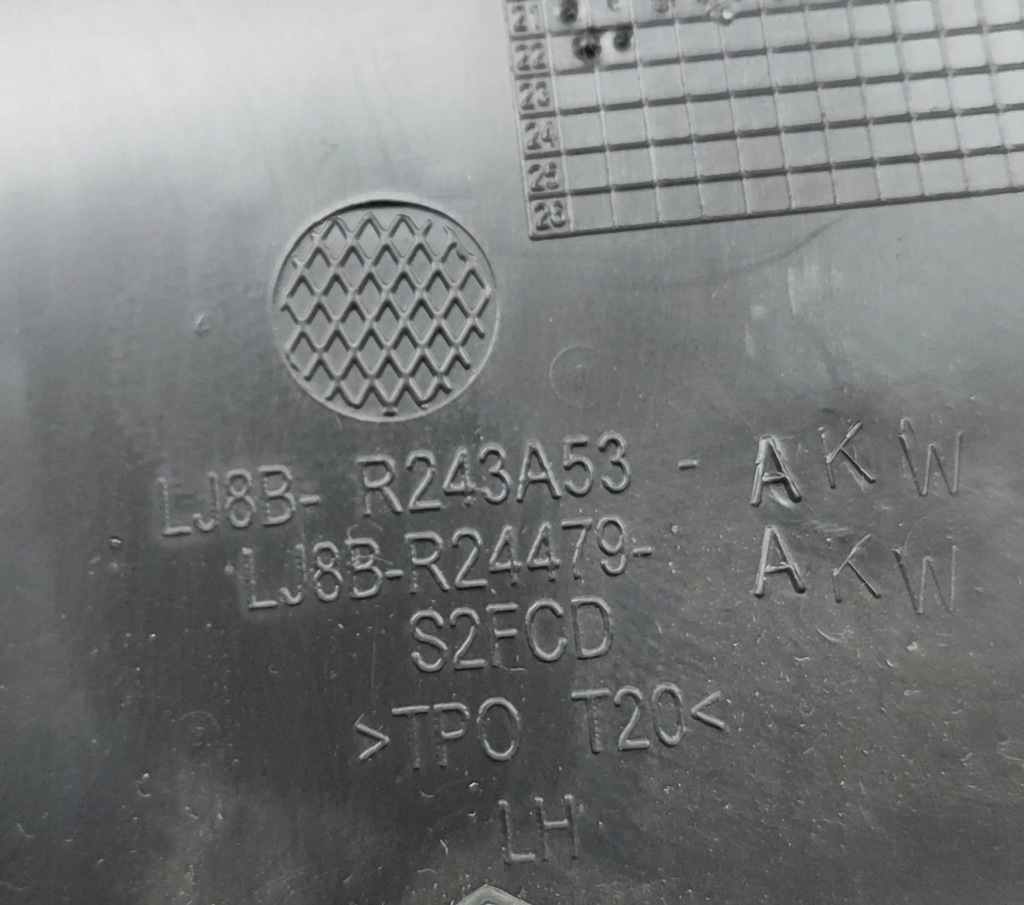 21
22
23
24
25
26
LJ8B- R243A53 - AKW
LJ8B-R24479- AKW
S2FCD
>TPO T20<
LH